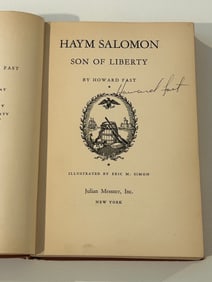 FAST
HAYM SALOMON
SON OF LIBERTY
BY HOWARD FAST
Howard Fast
ILLUSTRATED BY ERIC M. SIMON
Julian Messner, Inc.
NEW YORK